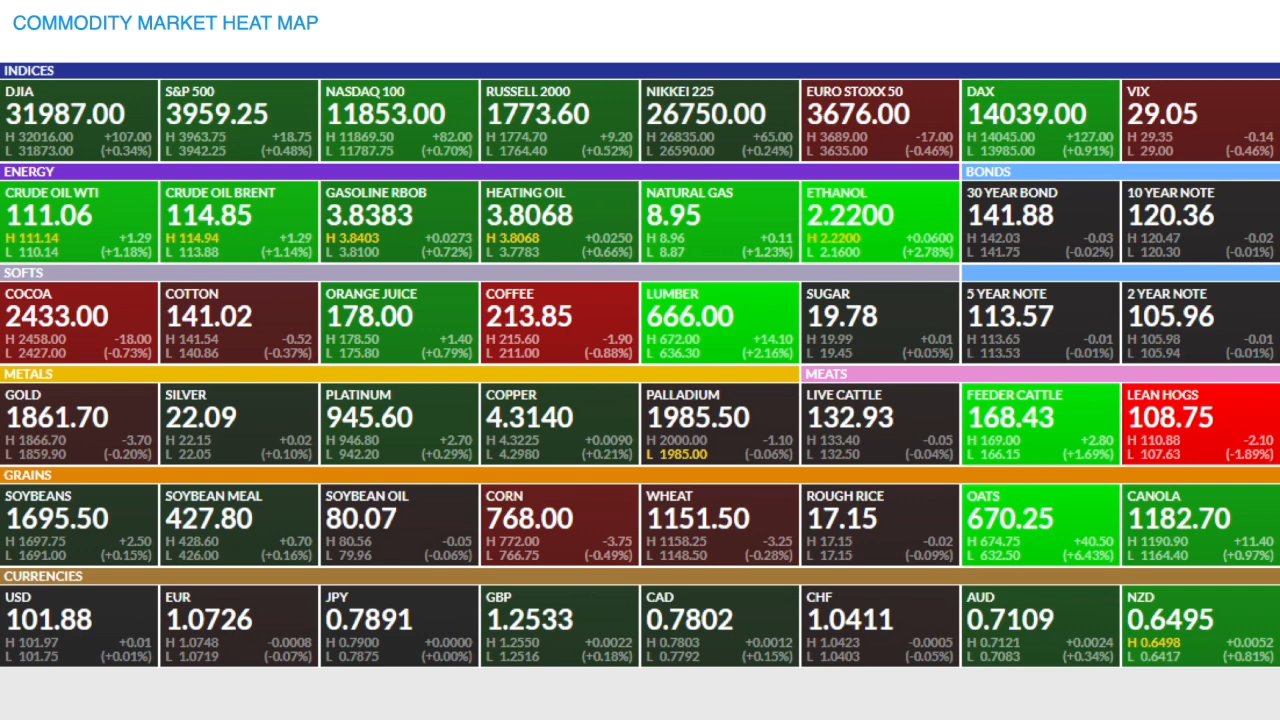 COMMODITY MARKET HEAT MAP
INDICES
DJIA
31987.00
H 32016.00 +107.00
L 31873.00 (+0.34%)
S&P 500
3959.25
H 3963.75 +18.75
L 3942.25 (+0.48%)
NASDAQ 100
11853.00
H 11869.50 +82.00
L 11787.75 (+0.70%)
RUSSELL 2000
1773.60
H 1774.70 +9.20
L 1764.40 (+0.52%)
NIKKEI 225
26750.00
H 26835.00 +65.00
L 26590.00 (+0.24%)
EURO STOXX 50
3676.00
H 3689.00 -17.00
L 3635.00 (-0.46%)
DAX
14039.00
H 14045.00 +127.00
L 13985.00 (+0.91%)
VIX
29.05
H 29.35 -0.14
L 29.00 (-0.46%)
ENERGY
CRUDE OIL WTI
111.06
H 111.14 +1.29
L 110.14 (+1.18%)
CRUDE OIL BRENT
114.85
H 114.94 +1.29
L 113.88 (+1.14%)
GASOLINE RBOB
3.8383
H 3.8403 +0.0273
L 3.8100 (+0.72%)
HEATING OIL
3.8068
H 3.8068 +0.0250
L 3.7783 (+0.66%)
NATURAL GAS
8.95
H 8.96 +0.11
L 8.87 (+1.23%)
ETHANOL
2.2200
H 2.2200 +0.0600
L 2.1600 (+2.78%)
BONDS
30 YEAR BOND
141.88
H 142.03 -0.03
L 141.75 (-0.02%)
10 YEAR NOTE
120.36
H 120.47 -0.02
L 120.30 (-0.01%)
SOFTS
COCOA
2433.00
H 2458.00 -18.00
L 2427.00 (-0.73%)
COTTON
141.02
H 141.54 -0.52
L 140.86 (-0.37%)
ORANGE JUICE
178.00
H 178.50 +1.40
L 175.80 (+0.79%)
COFFEE
213.85
H 215.60 -1.90
L 211.00 (-0.88%)
LUMBER
666.00
H 672.00 +14.10
L 636.30 (+2.16%)
SUGAR
19.78
H 19.99 +0.01
L 19.45 (+0.05%)
5 YEAR NOTE
113.57
H 113.65 -0.01
L 113.53 (-0.01%)
2 YEAR NOTE
105.96
H 105.98 -0.01
L 105.94 (-0.01%)
METALS
GOLD
1861.70
H 1866.70 -3.70
L 1859.90 (-0.20%)
SILVER
22.09
H 22.15 +0.02
L 22.05 (+0.10%)
PLATINUM
945.60
H 946.80 +2.70
L 942.20 (+0.29%)
COPPER
4.3140
H 4.3225 +0.0090
L 4.2980 (+0.21%)
PALLADIUM
1985.50
H 2000.00 -1.10
L 1985.00 (-0.06%)
MEATS
LIVE CATTLE
132.93
H 133.40 -0.05
L 132.50 (-0.04%)
FEEDER CATTLE
168.43
H 169.00 +2.80
L 166.15 (+1.69%)
LEAN HOGS
108.75
H 110.88 -2.10
L 107.63 (-1.89%)
GRAINS
SOYBEANS
1695.50
H 1697.75 +2.50
L 1691.00 (+0.15%)
SOYBEAN MEAL
427.80
H 428.60 +0.70
L 426.00 (+0.16%)
SOYBEAN OIL
80.07
H 80.56 -0.05
L 79.96 (-0.06%)
CORN
768.00
H 772.00 -3.75
L 766.75 (-0.49%)
WHEAT
1151.50
H 1158.25 -3.25
L 1148.50 (-0.28%)
ROUGH RICE
17.15
H 17.15 -0.02
L 17.15 (-0.09%)
OATS
670.25
H 674.75 +40.50
L 632.50 (+6.43%)
CANOLA
1182.70
H 1190.90 +11.40
L 1164.40 (+0.97%)
CURRENCIES
USD
101.88
H 101.97 +0.01
L 101.75 (+0.01%)
EUR
1.0726
H 1.0748 -0.0008
L 1.0719 (-0.07%)
JPY
0.7891
H 0.7900 +0.0000
L 0.7875 (+0.00%)
GBP
1.2533
H 1.2550 +0.0022
L 1.2516 (+0.18%)
CAD
0.7802
H 0.7803 +0.0012
L 0.7792 (+0.15%)
CHF
1.0411
H 1.0423 -0.0005
L 1.0403 (-0.05%)
AUD
0.7109
H 0.7121 +0.0024
L 0.7083 (+0.34%)
NZD
0.6495
H 0.6498 +0.0052
L 0.6417 (+0.81%)